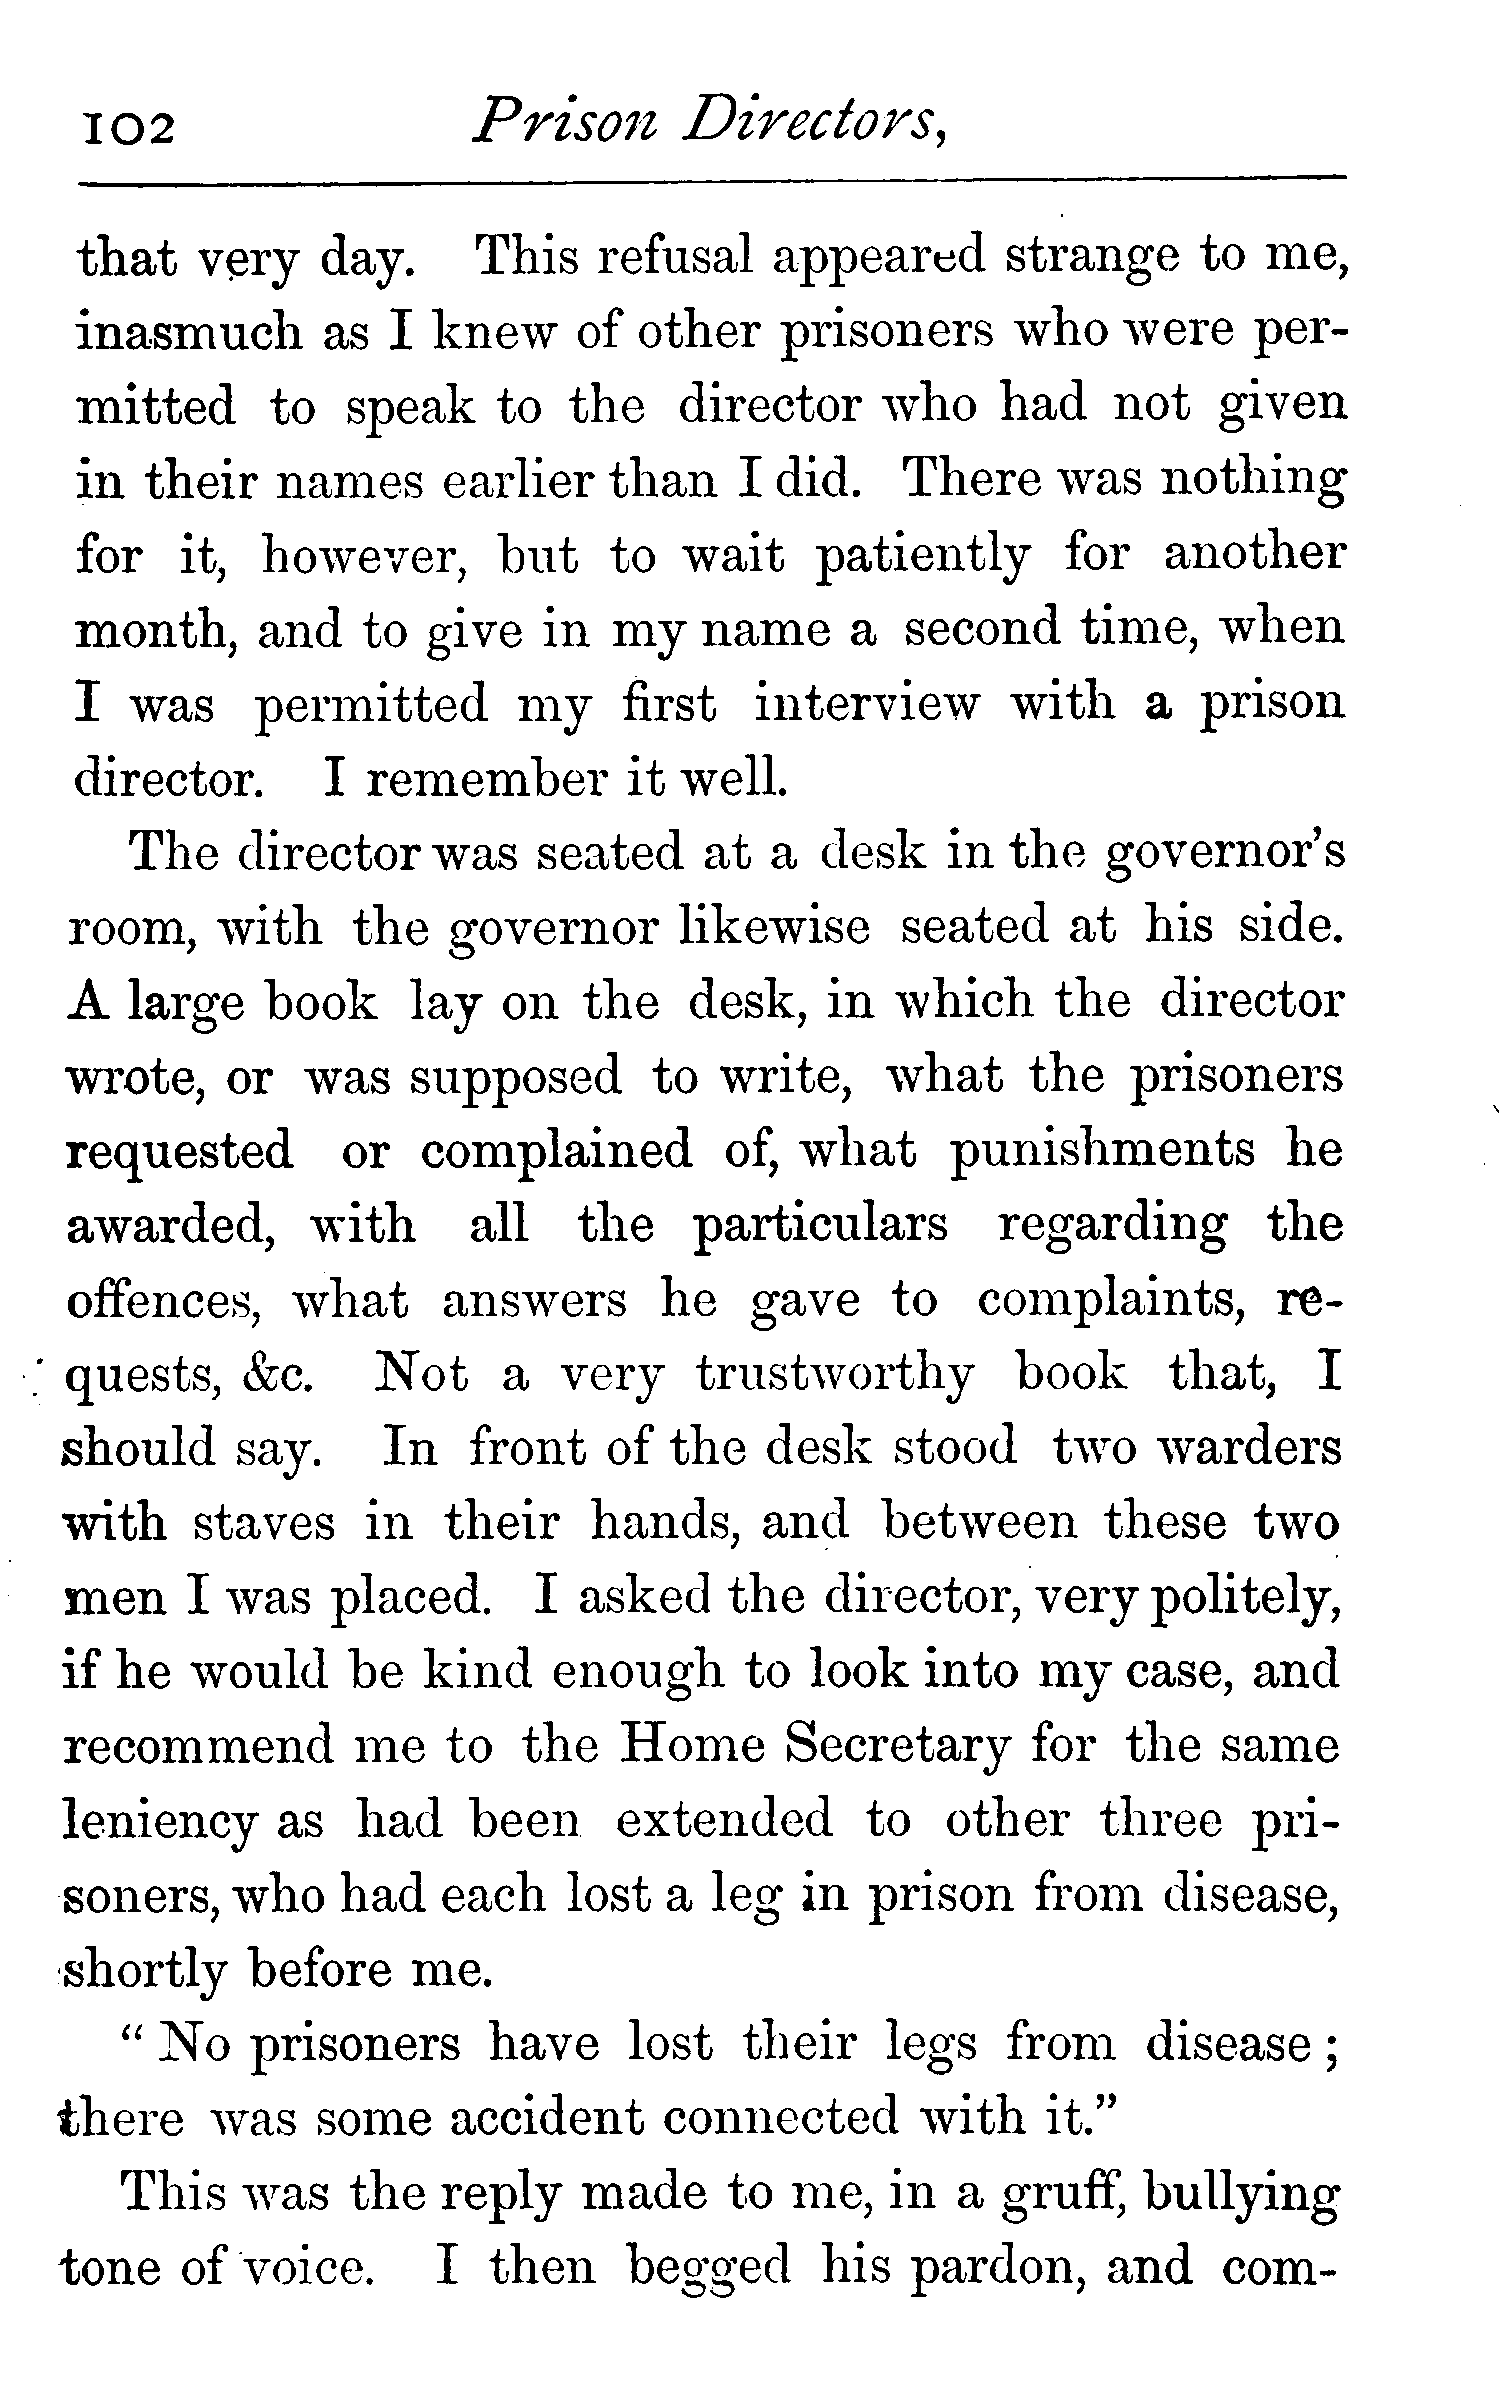 102 Prison Directors,
that very day. This refusal appeared strange to me,
inasmuch as I knew of other prisoners who were per-
mitted to speak to the director who had not given
in their names earlier than I did. There was nothing
for it, however, but to wait patiently for another
month, and to give in my name a second time, when
I was permitted my first interview with a prison
director. I remember it well.
The director was seated at a desk in the governor's
room, with the governor likewise seated at his side.
A large book lay on the desk, in which the director
wrote, or was supposed to write, what the prisoners
requested or complained of, what punishments he
awarded, with all the particulars regarding the
offences, what answers he gave to complaints, re-
quests, &c. Not a very trustworthy book that, I
should say. In front of the desk stood two warders
with staves in their hands, and between these two
men I was placed. I asked the director, very politely,
if he would be kind enough to look into my case, and
recommend me to the Home Secretary for the same
leniency as had been extended to other three pri-
soners, who had each lost a leg in prison from disease,
shortly before me.
" No prisoners have lost their legs from disease ;
there was some accident connected with it."
This was the reply made to me, in a gruff, bullying
tone of voice. I then begged his pardon, and com-